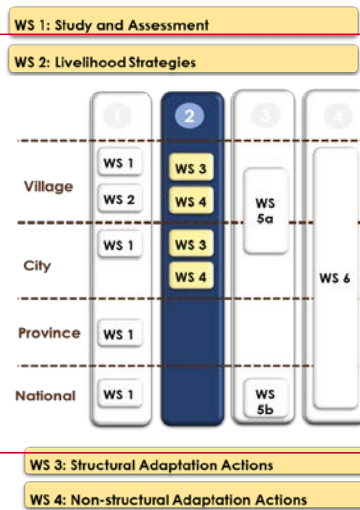 WS 1: Study and Assessment
WS 2: Livelihood Strategies
1 2 3 4
Village
WS 1
WS 2
WS 3
WS 4
WS
5a
City
WS 1
WS 3
WS 4
WS 6
Province
WS 1
National
WS 1
WS
5b
WS 3: Structural Adaptation Actions
WS 4: Non-structural Adaptation Actions